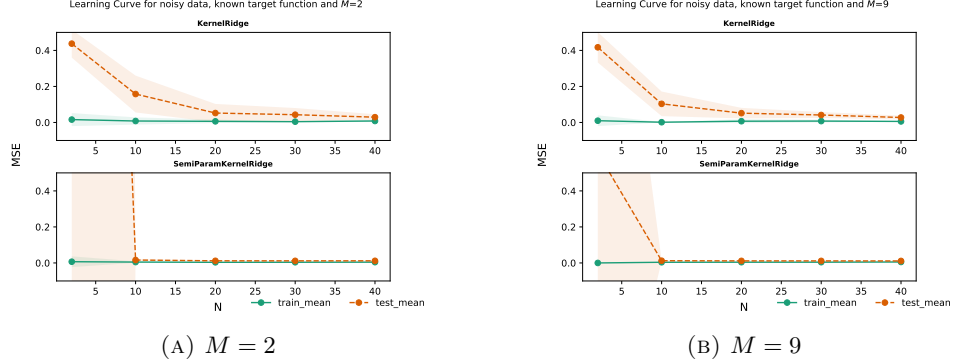 Learning Curve for noisy data, known target function and M=2
KernelRidge
0.4
0.2
0.0
5 10 15 20 25 30 35 40
MSE
SemiParamKernelRidge
0.4
0.2
0.0
5 10 15 20 25 30 35 40
N
train_mean test_mean
(A) M = 2
Learning Curve for noisy data, known target function and M=9
KernelRidge
0.4
0.2
0.0
5 10 15 20 25 30 35 40
MSE
SemiParamKernelRidge
0.4
0.2
0.0
5 10 15 20 25 30 35 40
N
train_mean test_mean
(B) M = 9